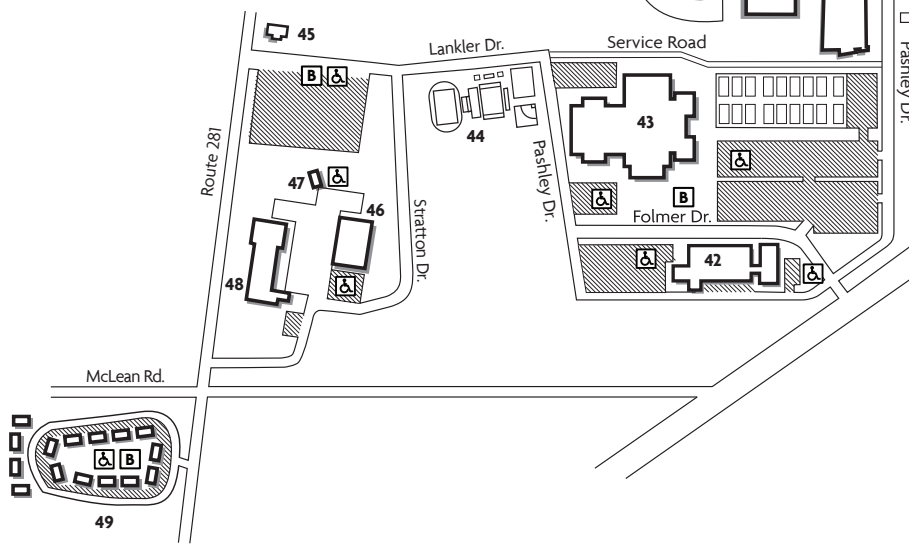 45
Lankler Dr.
Service Road
Pashley Dr.
B
44
43
Route 281
Pashley Dr.
47
46
B
Folmer Dr.
Stratton Dr.
48
42
McLean Rd.
B
49